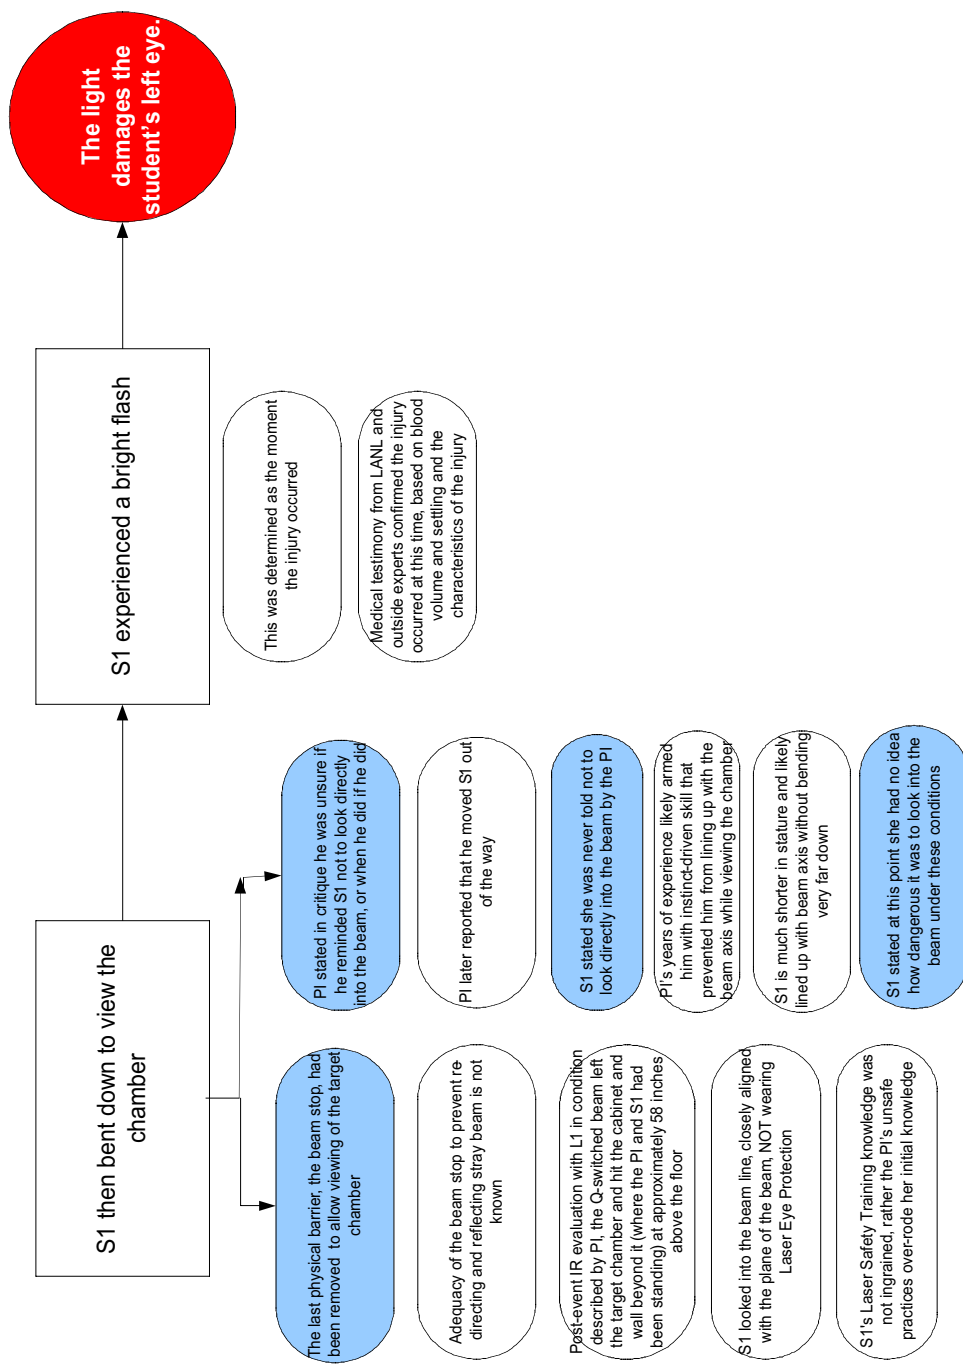 S1 then bent down to view the
chamber
S1 experienced a bright flash
The light
damages the
student's left eye.
The last physical barrier, the beam stop, had
been removed to allow viewing of the target
chamber
Adequacy of the beam stop to prevent re-
directing and reflecting stray beam is not
known
Post-event IR evaluation with L1 in condition
described by PI, the Q-switched beam left
the target chamber and hit the cabinet and
wall beyond it (where the PI and S1 had
been standing) at approximately 58 inches
above the floor
S1 looked into the beam line, closely aligned
with the plane of the beam, NOT wearing
Laser Eye Protection
S1's Laser Safety Training knowledge was
not ingrained, rather the PI's unsafe
practices over-rode her initial knowledge
PI stated in critique he was unsure if
he reminded S1 not to look directly
into the beam, or when he did if he did
PI later reported that he moved S1 out
of the way
S1 stated she was never told not to
look directly into the beam by the PI
PI's years of experience likely armed
him with instinct-driven skill that
prevented him from lining up with the
beam axis while viewing the chamber
S1 is much shorter in stature and likely
lined up with beam axis without bending
very far down
S1 stated at this point she had no idea
how dangerous it was to look into the
beam under these conditions
This was determined as the moment
the injury occurred
Medical testimony from LANL and
outside experts confirmed the injury
occurred at this time, based on blood
volume and settling and the
characteristics of the injury